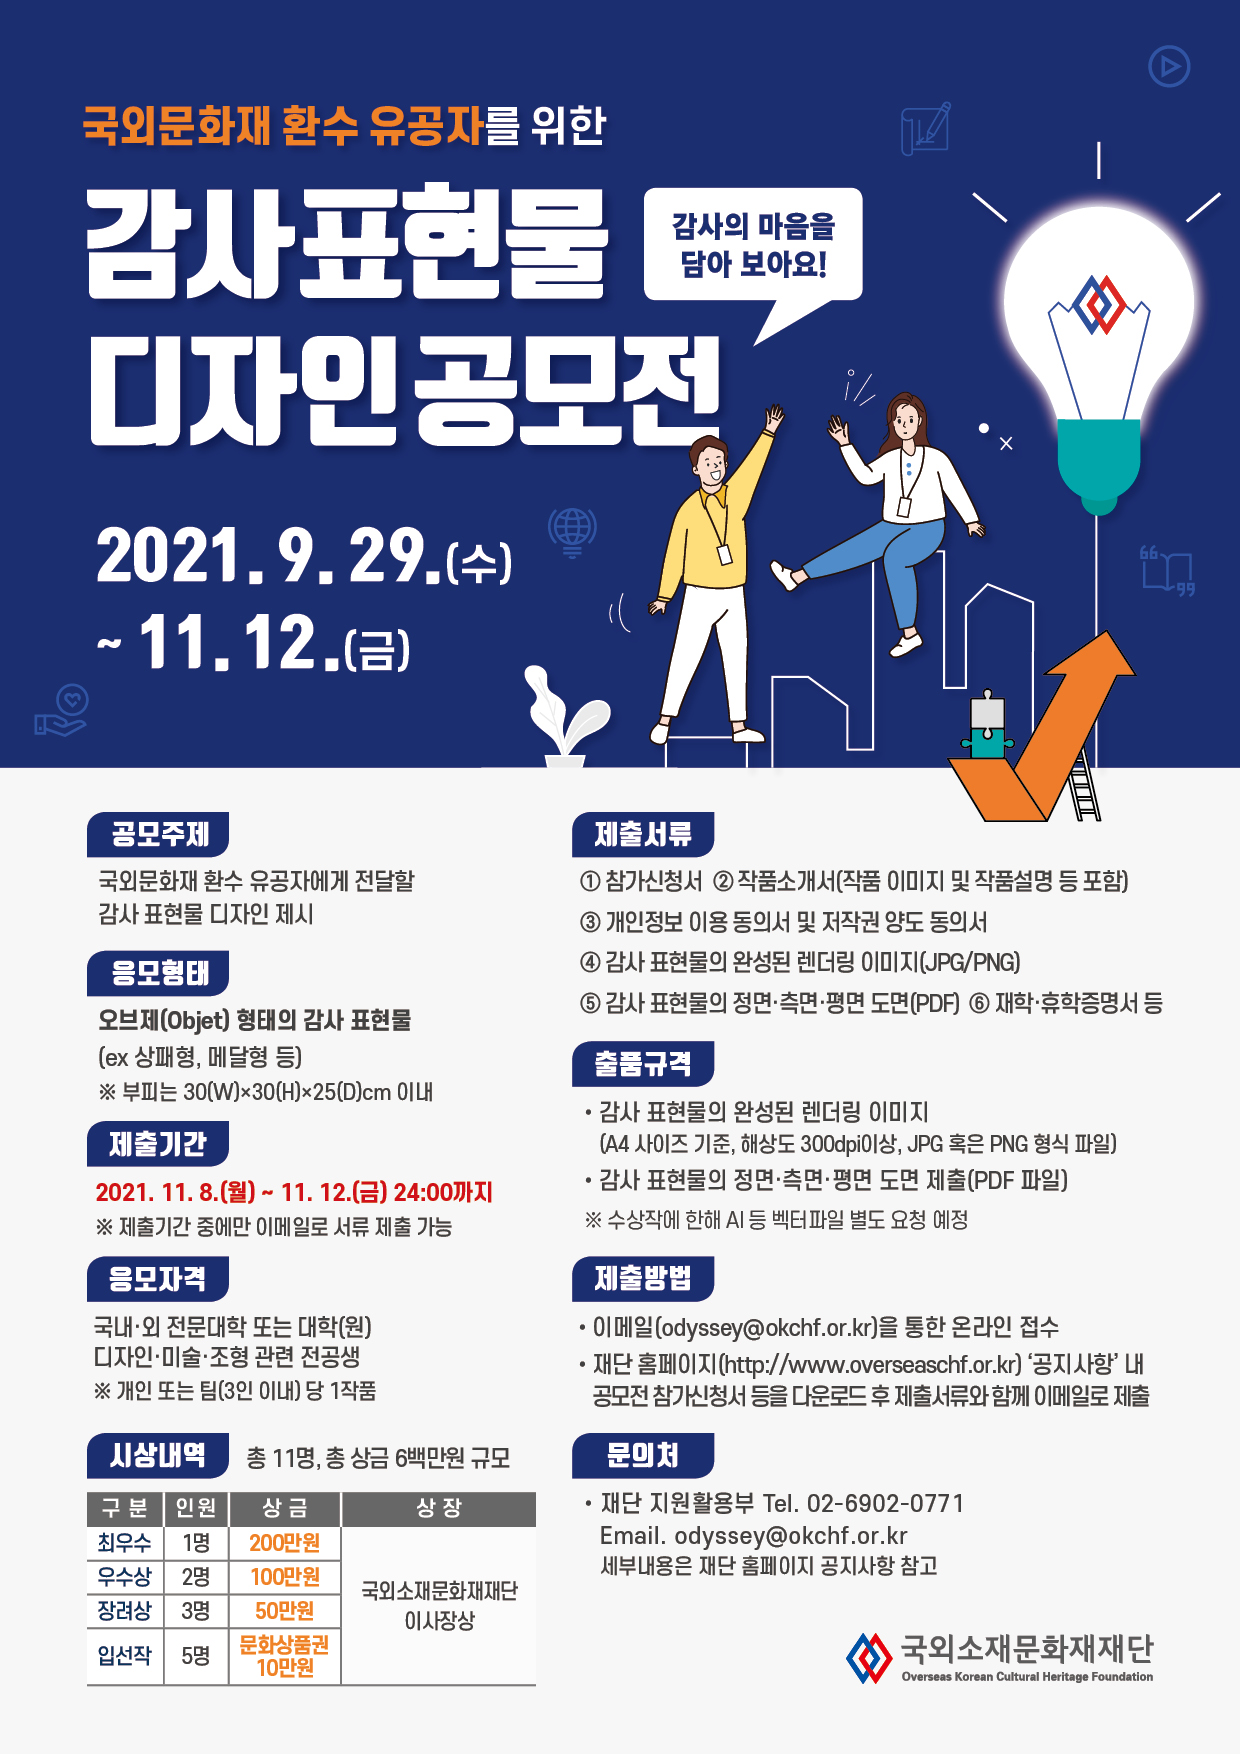 국외문화재 환수 유공자를 위한
감사표현물
디자인 공모전
감사의 마음을
담아 보아요!
2021. 9. 29.(수)
~ 11. 12.(금)
공모주제
국외문화재 환수 유공자에게 전달할
감사 표현물 디자인 제시
응모형태
오브제(Objet) 형태의 감사 표현물
(ex 상패형, 메달형 등)
※ 부피는 30(W)×30(H)×25(D)cm 이내
제출기간
2021. 11. 8.(월) ~ 11. 12.(금) 24:00까지
※ 제출기간 중에만 이메일로 서류 제출 가능
응모자격
국내·외 전문대학 또는 대학(원)
디자인·미술·조형 관련 전공생
※ 개인 또는 팀(3인 이내) 당 1작품
시상내역 총 11명, 총 상금 6백만원 규모
구 분 인원 상 금 상 장
최우수 1명 200만원
우수상 2명 100만원
장려상 3명 50만원
입선작 5명 문화상품권
10만원
국외소재문화재재단
이사장상
제출서류
① 참가신청서 ② 작품소개서(작품 이미지 및 작품설명 등 포함)
③ 개인정보 이용 동의서 및 저작권 양도 동의서
④ 감사 표현물의 완성된 렌더링 이미지(JPG/PNG)
⑤ 감사 표현물의 정면·측면·평면 도면(PDF) ⑥ 재학·휴학증명서 등
출품규격
• 감사 표현물의 완성된 렌더링 이미지
(A4 사이즈 기준, 해상도 300dpi이상, JPG 혹은 PNG 형식 파일)
• 감사 표현물의 정면·측면·평면 도면 제출(PDF 파일)
※ 수상작에 한해 AI 등 벡터파일 별도 요청 예정
제출방법
• 이메일(odyssey@okchf.or.kr)을 통한 온라인 접수
• 재단 홈페이지(http://www.overseaschf.or.kr) ‘공지사항’ 내
공모전 참가신청서 등을 다운로드 후 제출서류와 함께 이메일로 제출
문의처
• 재단 지원활용부 Tel. 02-6902-0771
Email. odyssey@okchf.or.kr
세부내용은 재단 홈페이지 공지사항 참고
국외소재문화재재단
Overseas Korean Cultural Heritage Foundation